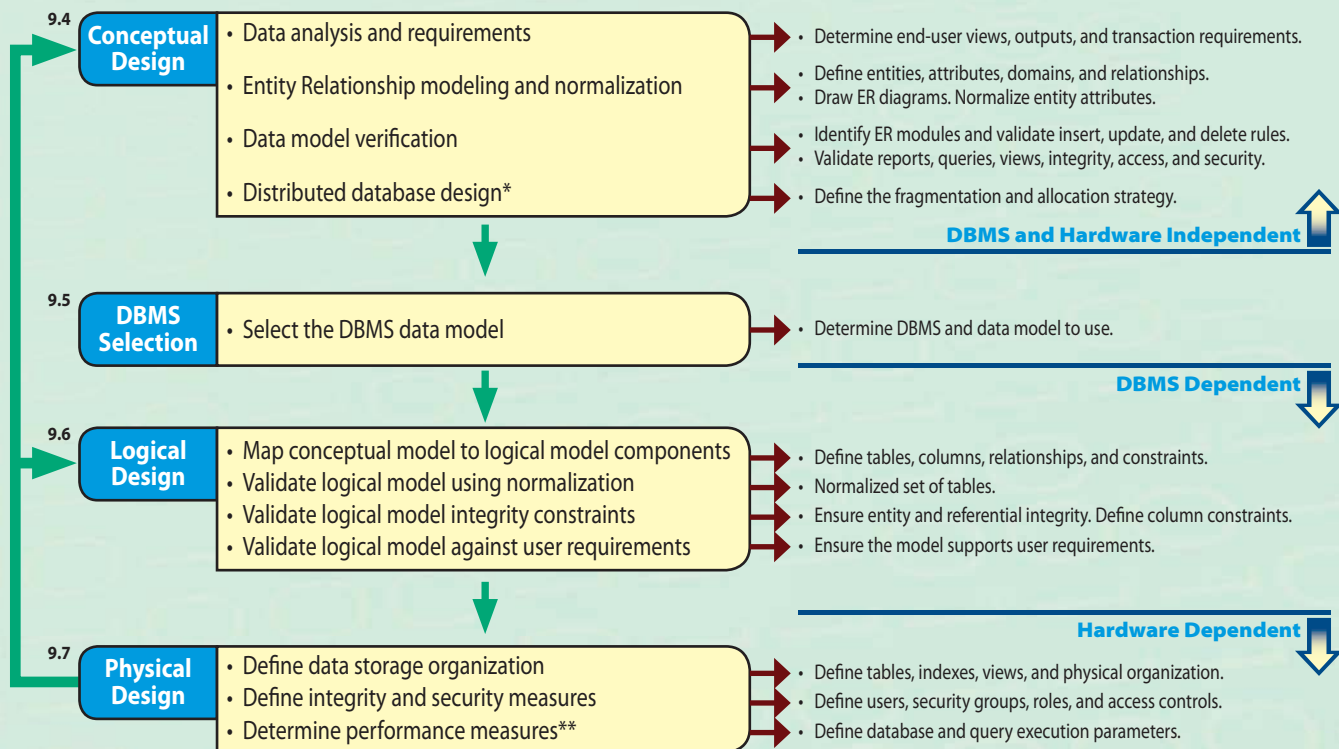 9.4
Conceptual
Design
• Data analysis and requirements
• Determine end-user views, outputs, and transaction requirements.
• Entity Relationship modeling and normalization
• Define entities, attributes, domains, and relationships.
• Draw ER diagrams. Normalize entity attributes.
• Data model verification
• Identify ER modules and validate insert, update, and delete rules.
• Validate reports, queries, views, integrity, access, and security.
• Distributed database design*
• Define the fragmentation and allocation strategy.
DBMS and Hardware Independent
9.5
DBMS
Selection
• Select the DBMS data model
• Determine DBMS and data model to use.
DBMS Dependent
9.6
Logical
Design
• Map conceptual model to logical model components
• Define tables, columns, relationships, and constraints.
• Validate logical model using normalization
• Normalized set of tables.
• Validate logical model integrity constraints
• Ensure entity and referential integrity. Define column constraints.
• Validate logical model against user requirements
• Ensure the model supports user requirements.
Hardware Dependent
9.7
Physical
Design
• Define data storage organization
• Define tables, indexes, views, and physical organization.
• Define integrity and security measures
• Define users, security groups, roles, and access controls.
• Determine performance measures**
• Define database and query execution parameters.